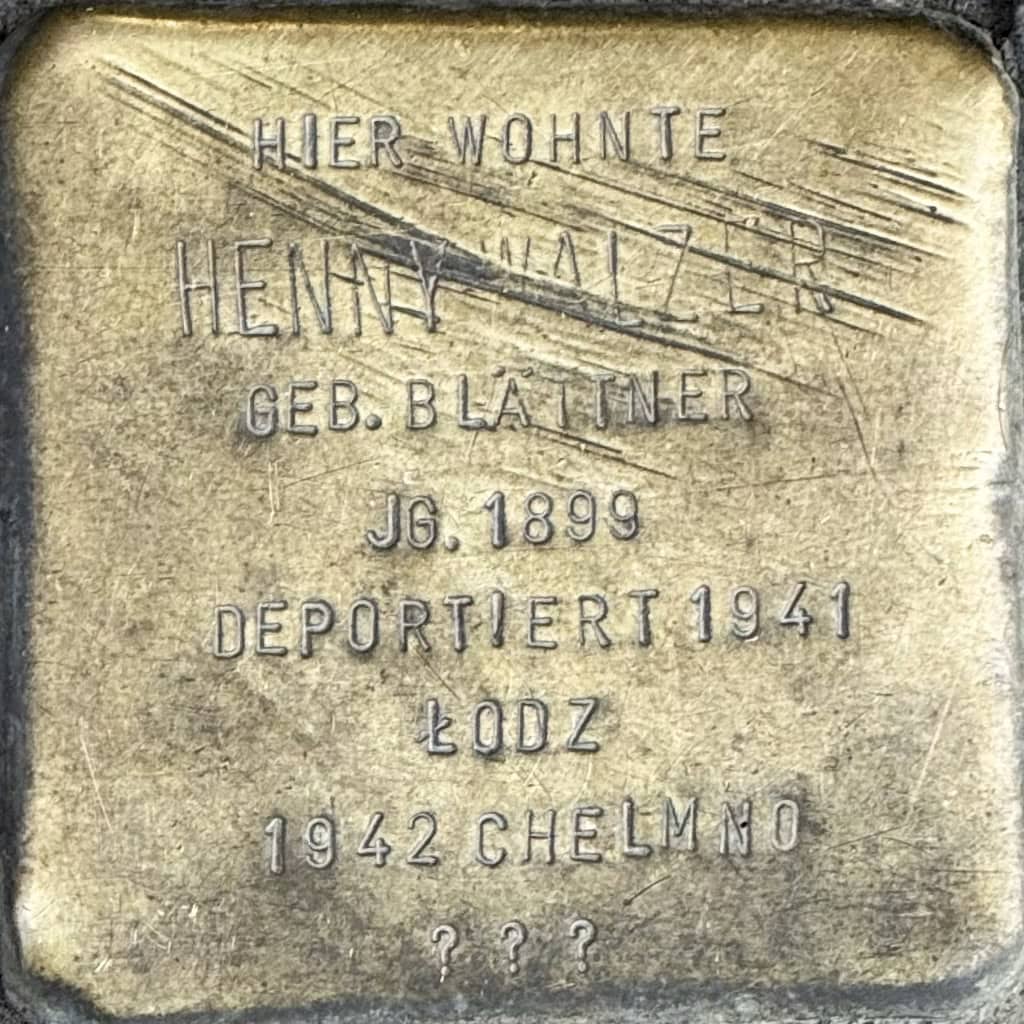 HIER WOHNTE
HENNY WALZER
GEB. BLÄTTNER
JG. 1899
DEPORTIERT 1941
ŁODZ
1942 CHELMNO
? ? ?